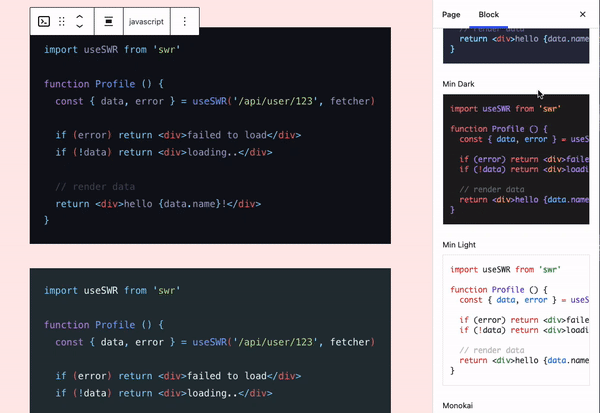 javascript
import useSWR from 'swr'
function Profile () {
const { data, error } = useSWR('/api/user/123', fetcher)
if (error) return <div>failed to load</div>
if (!data) return <div>loading..</div>
// render data
return <div>hello {data.name}!</div>
}
import useSWR from 'swr'
function Profile () {
const { data, error } = useSWR('/api/user/123', fetcher)
if (error) return <div>failed to load</div>
if (!data) return <div>loading..</div>
Page Block
return <div>hello {data.name
}
Min Dark
import useSWR from 'swr'
function Profile () {
const { data, error } = useS
if (error) return <div>faile
if (!data) return <div>loadi
// render data
return <div>hello {data.name
}
Min Light
import useSWR from 'swr'
function Profile () {
const { data, error } = useS
if (error) return <div>faile
if (!data) return <div>loadi
// render data
return <div>hello {data.name
}
Monokai